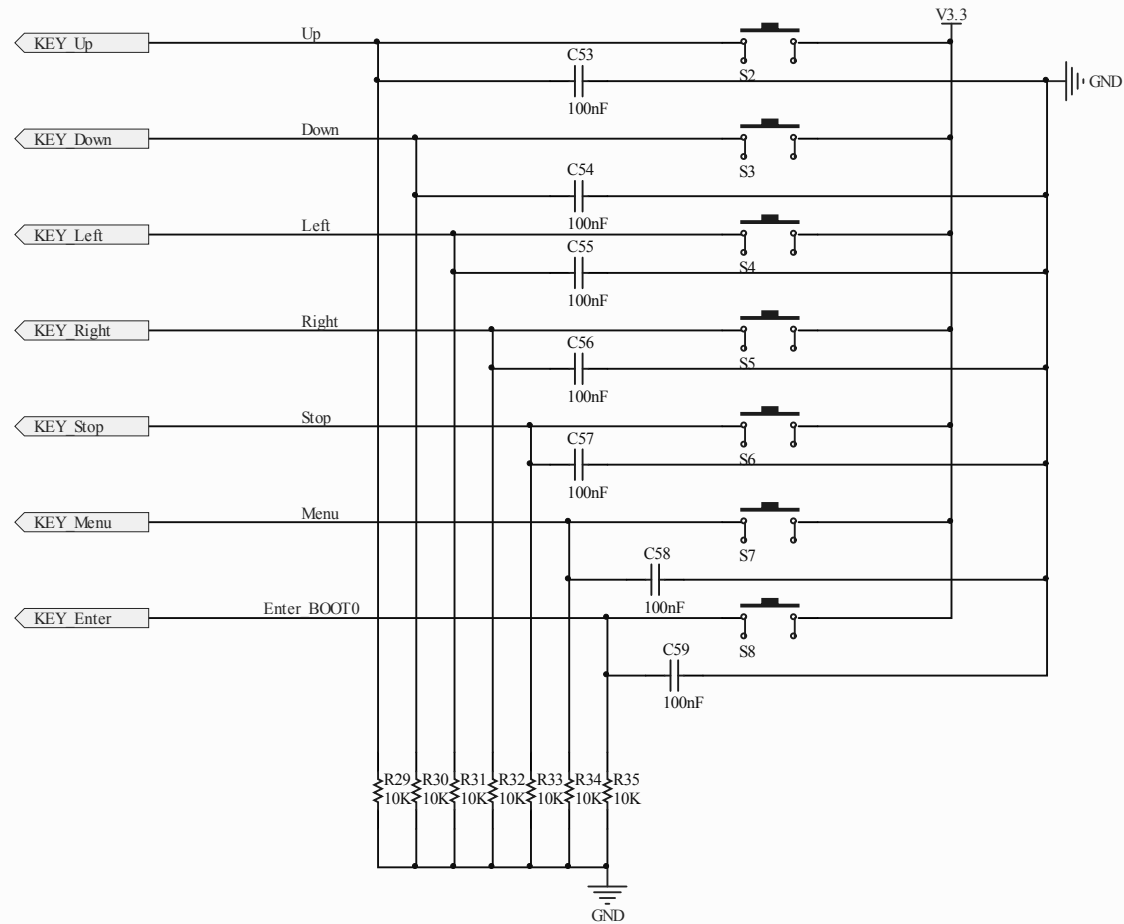 V3.3
KEY_Up
Up
S2
C53
100nF
GND
KEY_Down
Down
S3
C54
100nF
KEY_Left
Left
S4
C55
100nF
KEY_Right
Right
S5
C56
100nF
KEY_Stop
Stop
S6
C57
100nF
KEY_Menu
Menu
S7
C58
100nF
KEY_Enter
Enter_BOOT0
S8
C59
100nF
R29 R30 R31 R32 R33 R34 R35
10K 10K 10K 10K 10K 10K 10K
GND